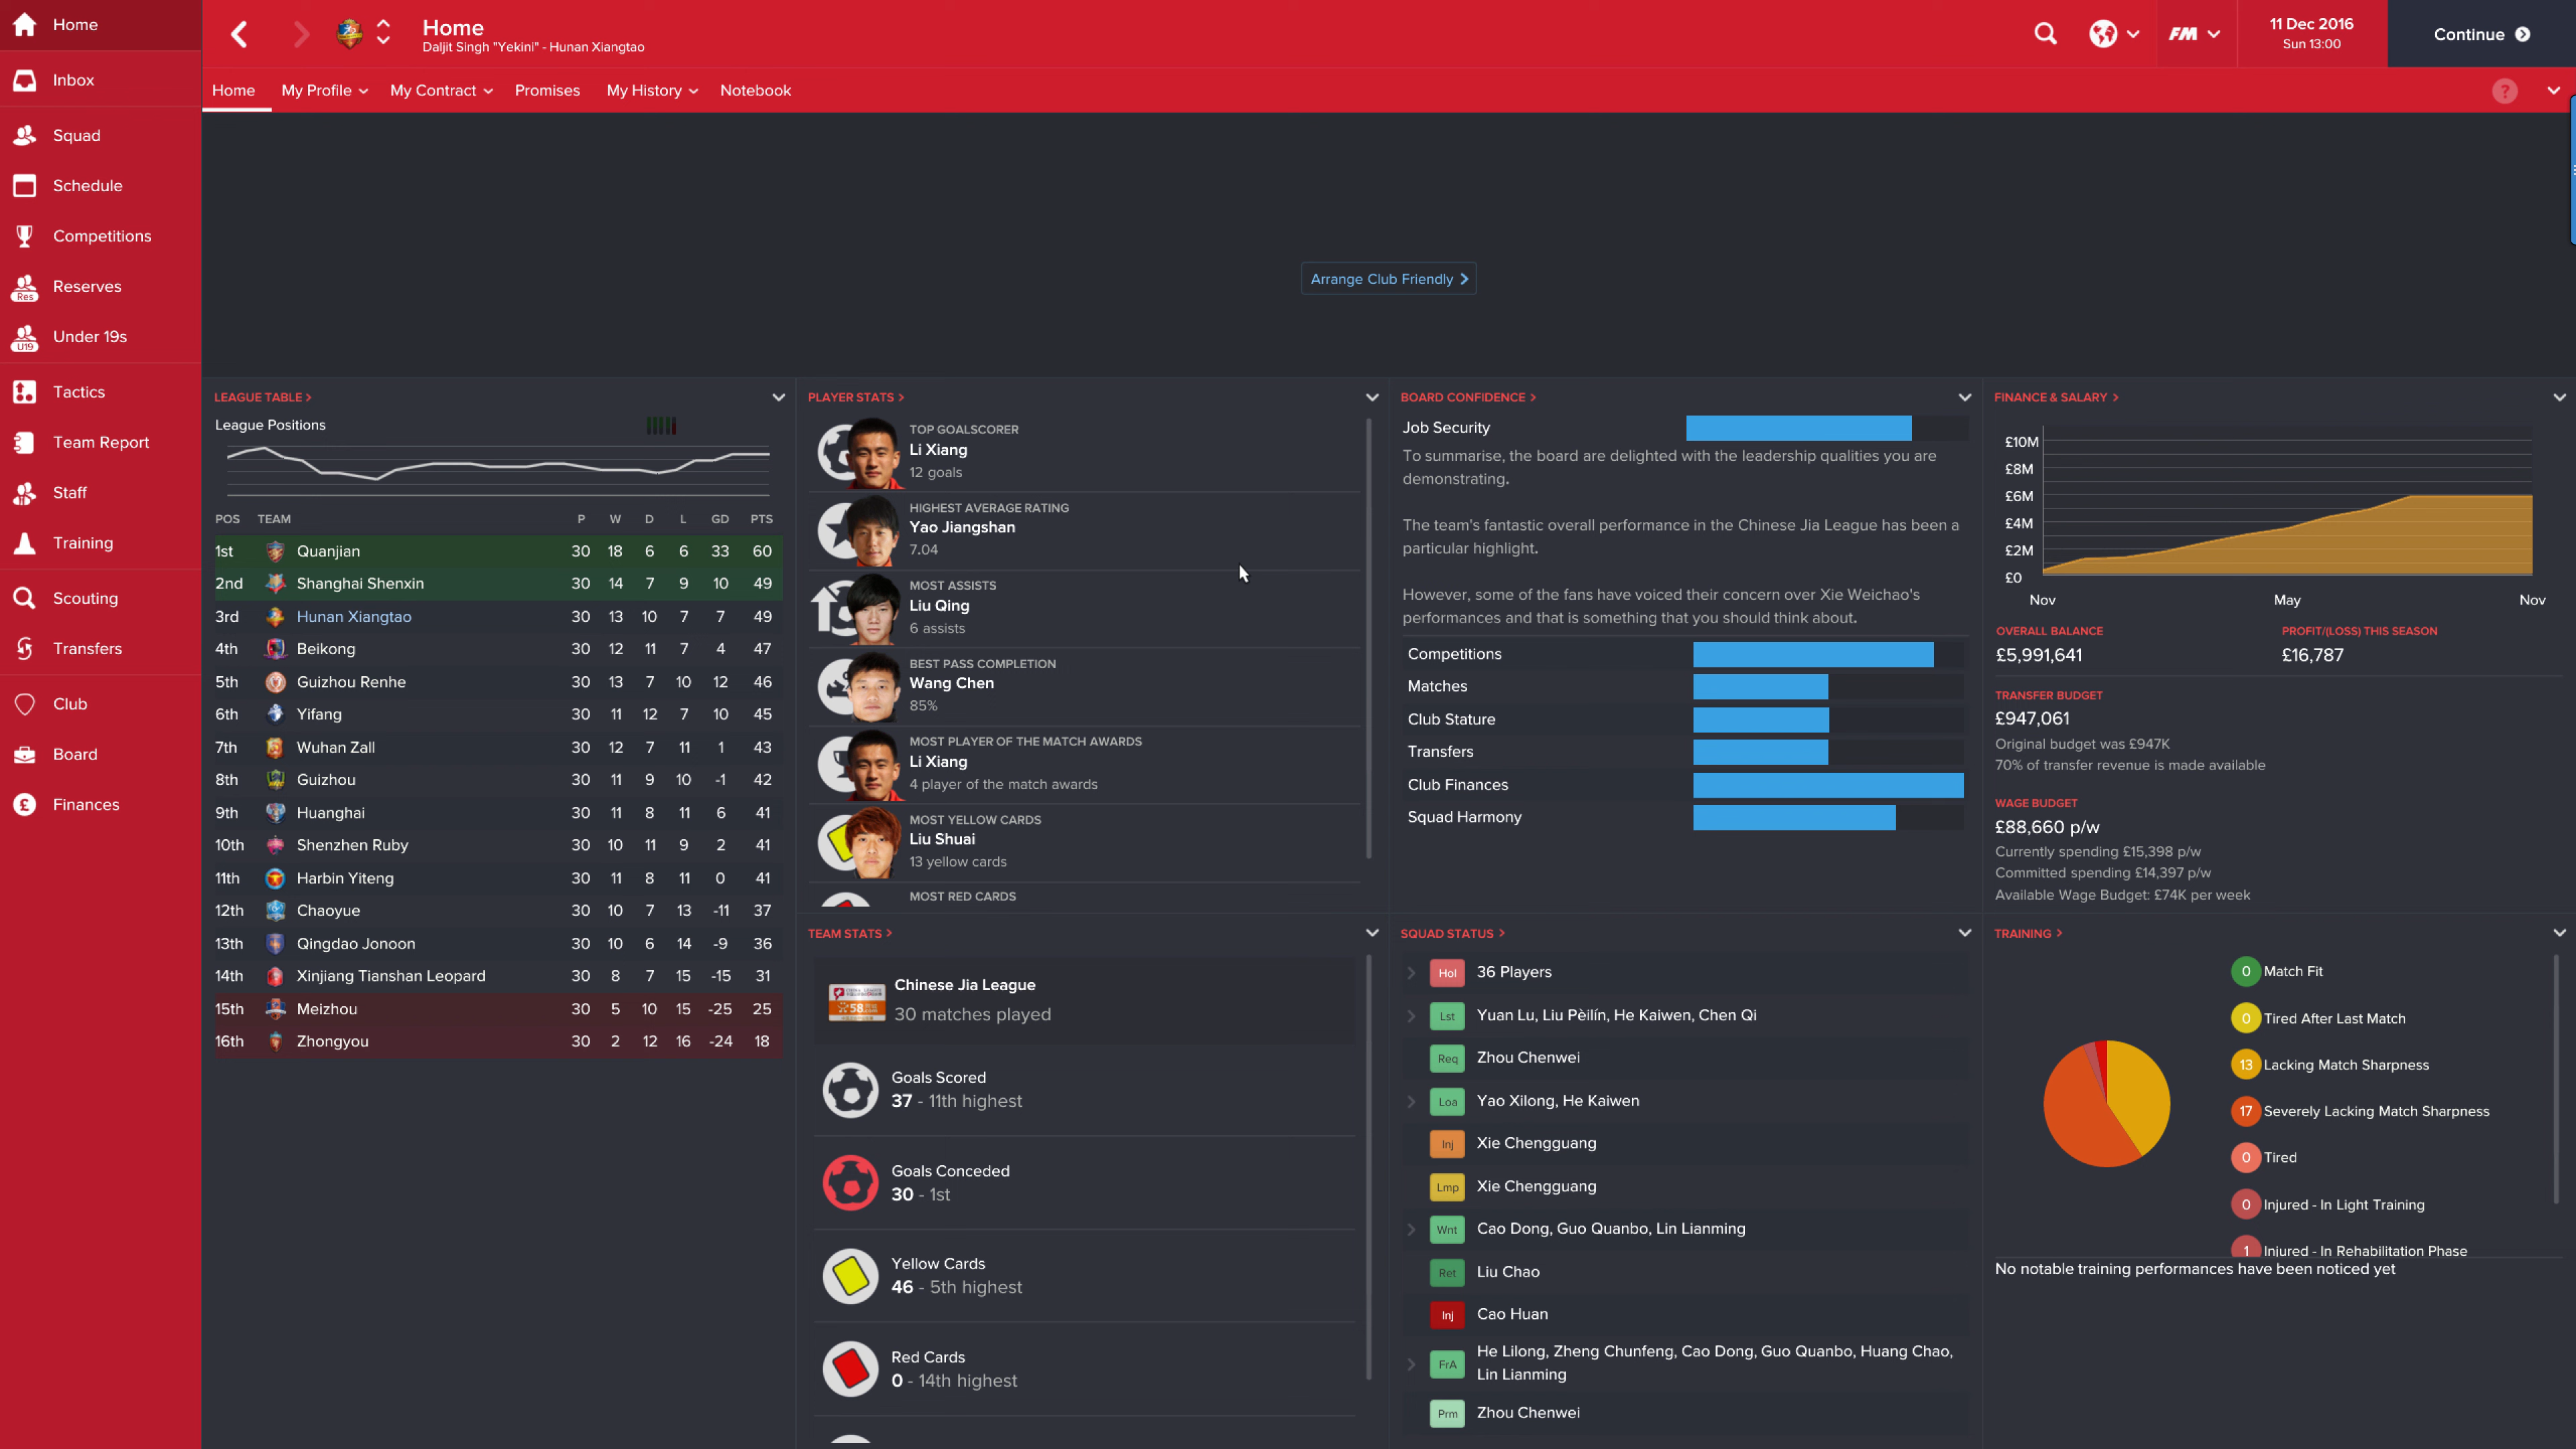 Home
Inbox
Squad
Schedule
Competitions
Res
Reserves
U19
Under 19s
Tactics
Team Report
Staff
Training
Scouting
Transfers
Club
Board
£ Finances
Home
Daljit Singh "Yekini" - Hunan Xiangtao
FM
11 Dec 2016
Sun 13:00
Continue
Home My Profile My Contract Promises My History Notebook ?
Arrange Club Friendly >
LEAGUE TABLE >
League Positions
POS TEAM P W D L GD PTS
1st Quanjian 30 18 6 6 33 60
2nd Shanghai Shenxin 30 14 7 9 10 49
3rd Hunan Xiangtao 30 13 10 7 7 49
4th Beikong 30 12 11 7 4 47
5th Guizhou Renhe 30 13 7 10 12 46
6th Yifang 30 11 12 7 10 45
7th Wuhan Zall 30 12 7 11 1 43
8th Guizhou 30 11 9 10 -1 42
9th Huanghai 30 11 8 11 6 41
10th Shenzhen Ruby 30 10 11 9 2 41
11th Harbin Yiteng 30 11 8 11 0 41
12th Chaoyue 30 10 7 13 -11 37
13th Qingdao Jonoon 30 10 6 14 -9 36
14th Xinjiang Tianshan Leopard 30 8 7 15 -15 31
15th Meizhou 30 5 10 15 -25 25
16th Zhongyou 30 2 12 16 -24 18
PLAYER STATS >
TOP GOALSCORER
Li Xiang
12 goals
HIGHEST AVERAGE RATING
Yao Jiangshan
7.04
MOST ASSISTS
Liu Qing
6 assists
BEST PASS COMPLETION
Wang Chen
85%
MOST PLAYER OF THE MATCH AWARDS
Li Xiang
4 player of the match awards
MOST YELLOW CARDS
Liu Shuai
13 yellow cards
MOST RED CARDS
TEAM STATS >
Chinese Jia League
30 matches played
Goals Scored
37 - 11th highest
Goals Conceded
30 - 1st
Yellow Cards
46 - 5th highest
Red Cards
0 - 14th highest
BOARD CONFIDENCE >
Job Security
To summarise, the board are delighted with the leadership qualities you are
demonstrating.
The team's fantastic overall performance in the Chinese Jia League has been a
particular highlight.
However, some of the fans have voiced their concern over Xie Weichao's
performances and that is something that you should think about.
Competitions
Matches
Club Stature
Transfers
Club Finances
Squad Harmony
SQUAD STATUS >
Hol 36 Players
Lst Yuan Lu, Liu Pèilín, He Kaiwen, Chen Qi
Req Zhou Chenwei
Loa Yao Xilong, He Kaiwen
Inj Xie Chengguang
Lmp Xie Chengguang
Wnt Cao Dong, Guo Quanbo, Lin Lianming
Ret Liu Chao
Inj Cao Huan
FrA He Lilong, Zheng Chunfeng, Cao Dong, Guo Quanbo, Huang Chao,
Lin Lianming
Prm Zhou Chenwei
FINANCE & SALARY >
£10M
£8M
£6M
£4M
£2M
£0
Nov May Nov
OVERALL BALANCE
£5,991,641
PROFIT/(LOSS) THIS SEASON
£16,787
TRANSFER BUDGET
£947,061
Original budget was £947K
70% of transfer revenue is made available
WAGE BUDGET
£88,660 p/w
Currently spending £15,398 p/w
Committed spending £14,397 p/w
Available Wage Budget: £74K per week
TRAINING >
0 Match Fit
0 Tired After Last Match
13 Lacking Match Sharpness
17 Severely Lacking Match Sharpness
0 Tired
0 Injured - In Light Training
1 Injured - In Rehabilitation Phase
No notable training performances have been noticed yet